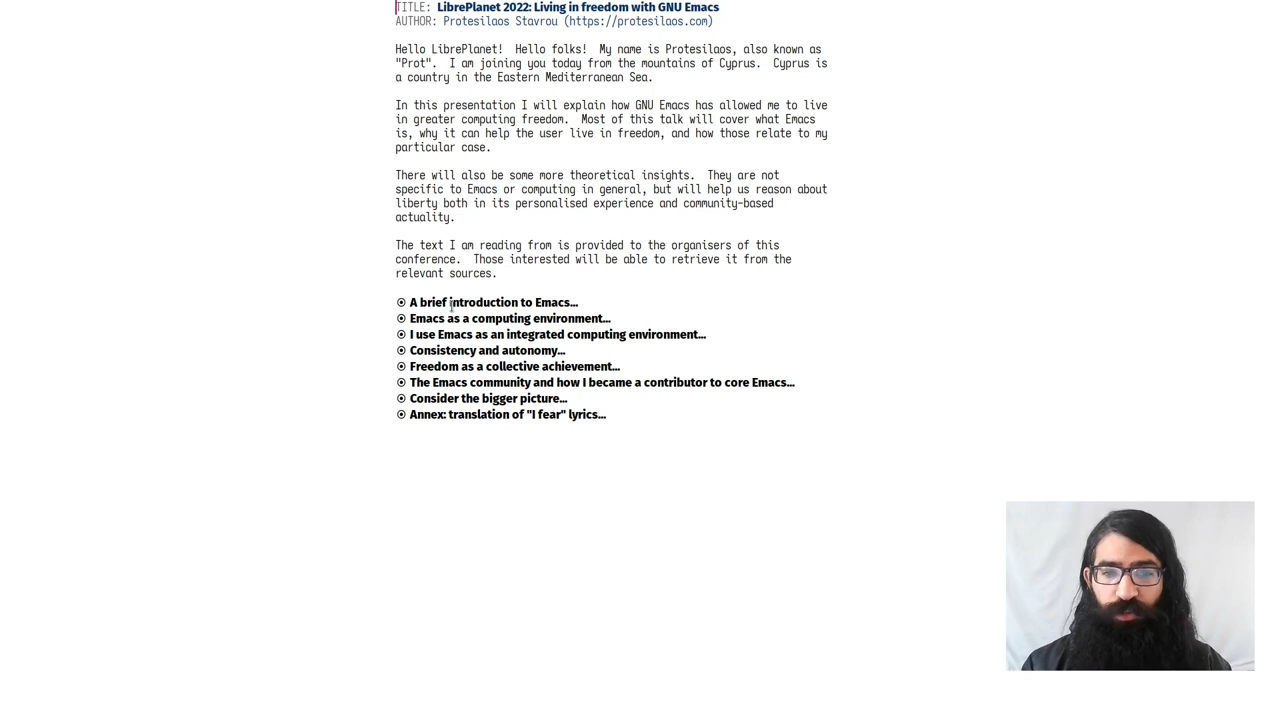 TITLE: LibrePlanet 2022: Living in freedom with GNU Emacs
AUTHOR: Protesilaos Stavrou (https://protesilaos.com)
Hello LibrePlanet!  Hello folks!  My name is Protesilaos, also known as
"Prot".  I am joining you today from the mountains of Cyprus.  Cyprus is
a country in the Eastern Mediterranean Sea.
In this presentation I will explain how GNU Emacs has allowed me to live
in greater computing freedom.  Most of this talk will cover what Emacs
is, why it can help the user live in freedom, and how those relate to my
particular case.
There will also be some more theoretical insights.  They are not
specific to Emacs or computing in general, but will help us reason about
liberty both in its personalised experience and community-based
actuality.
The text I am reading from is provided to the organisers of this
conference.  Those interested will be able to retrieve it from the
relevant sources.
⦿ A brief introduction to Emacs...
⦿ Emacs as a computing environment...
⦿ I use Emacs as an integrated computing environment...
⦿ Consistency and autonomy...
⦿ Freedom as a collective achievement...
⦿ The Emacs community and how I became a contributor to core Emacs...
⦿ Consider the bigger picture...
⦿ Annex: translation of "I fear" lyrics...